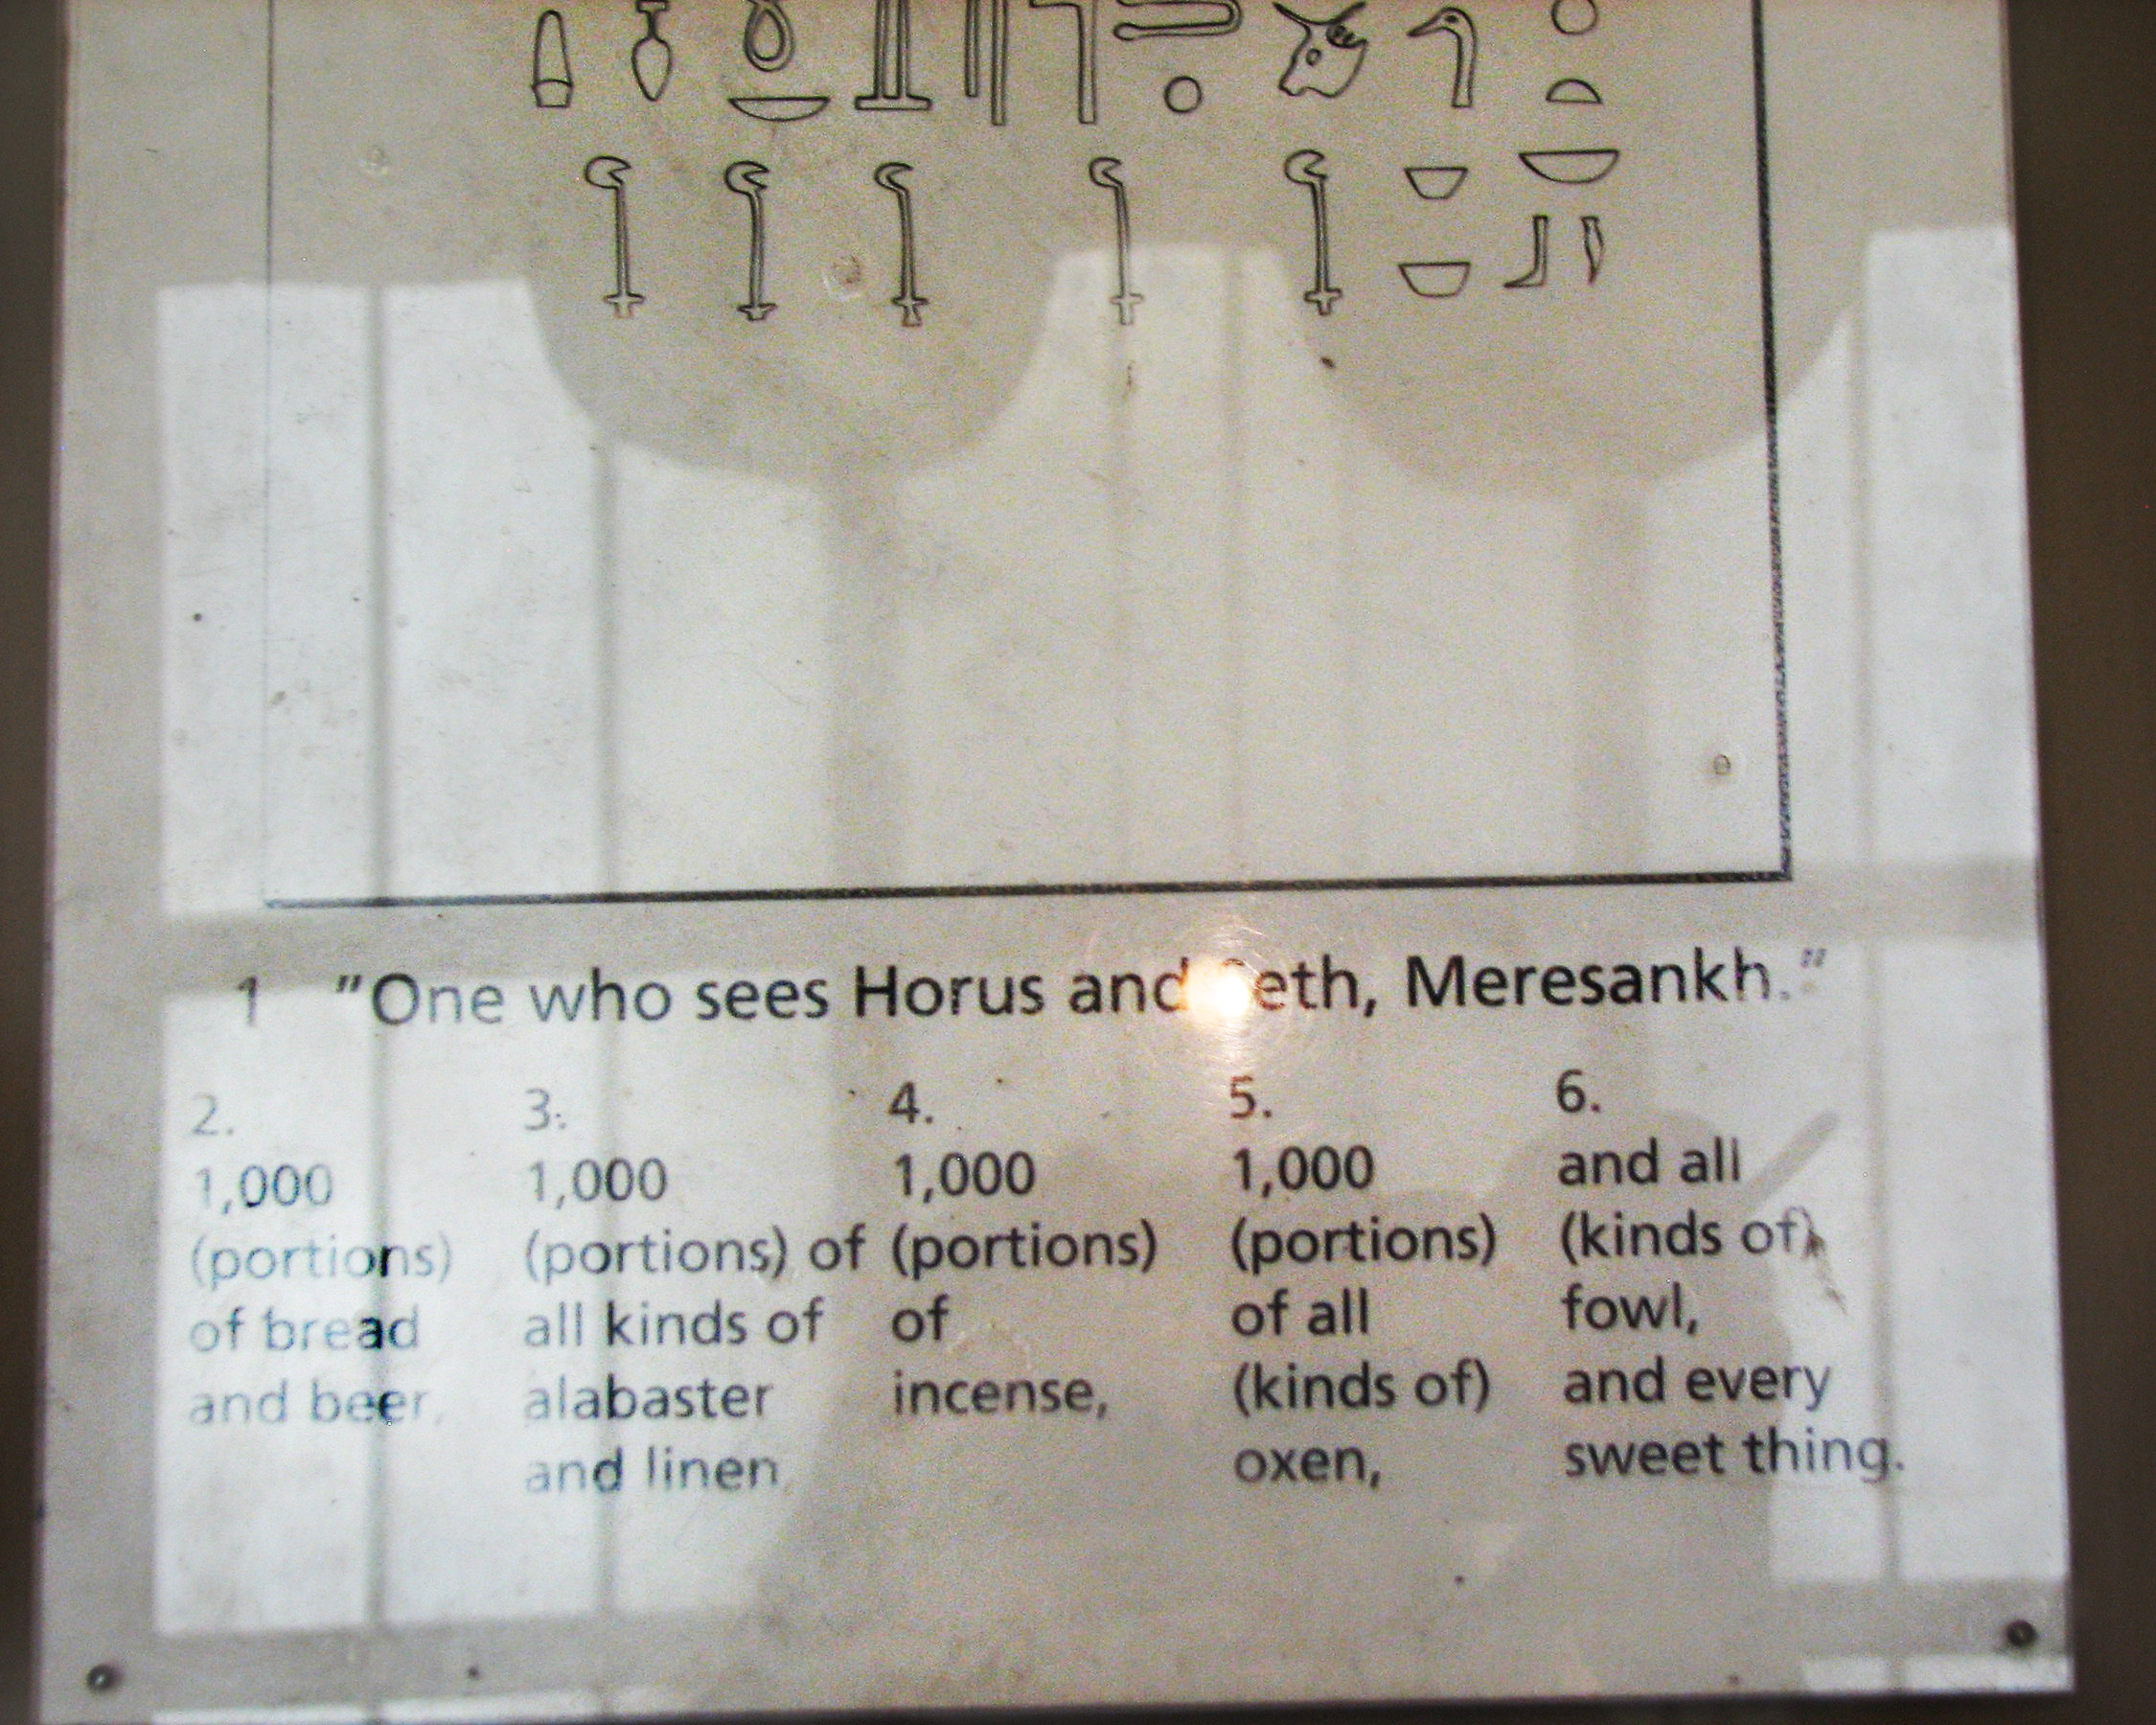 1 "One who sees Horus and Seth, Meresankh."
2.
1,000
(portions)
of bread
and beer,
3.
1,000
(portions) of
all kinds of
alabaster
and linen,
4.
1,000
(portions)
of
incense,
5.
1,000
(portions)
of all
(kinds of)
oxen,
6.
and all
(kinds of)
fowl,
and every
sweet thing.